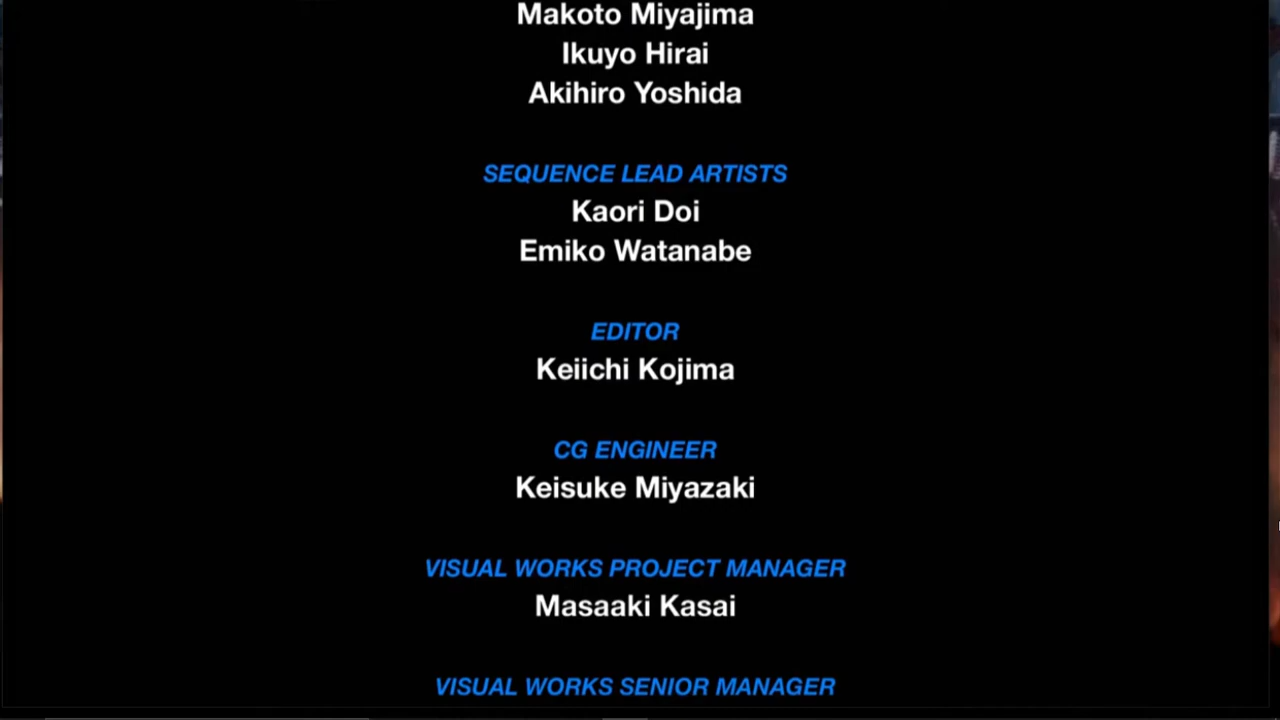 Makoto Miyajima
Ikuyo Hirai
Akihiro Yoshida
SEQUENCE LEAD ARTISTS
Kaori Doi
Emiko Watanabe
EDITOR
Keiichi Kojima
CG ENGINEER
Keisuke Miyazaki
VISUAL WORKS PROJECT MANAGER
Masaaki Kasai
VISUAL WORKS SENIOR MANAGER